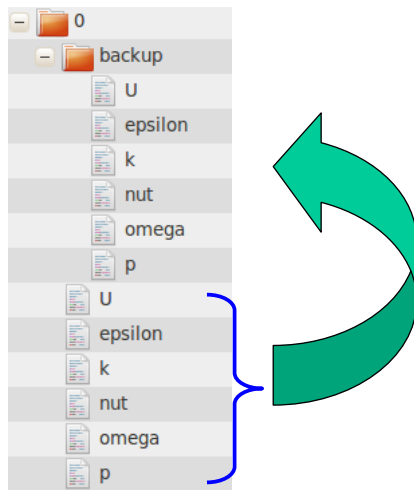 0
backup
U
epsilon
k
nut
omega
p
U
epsilon
k
nut
omega
p